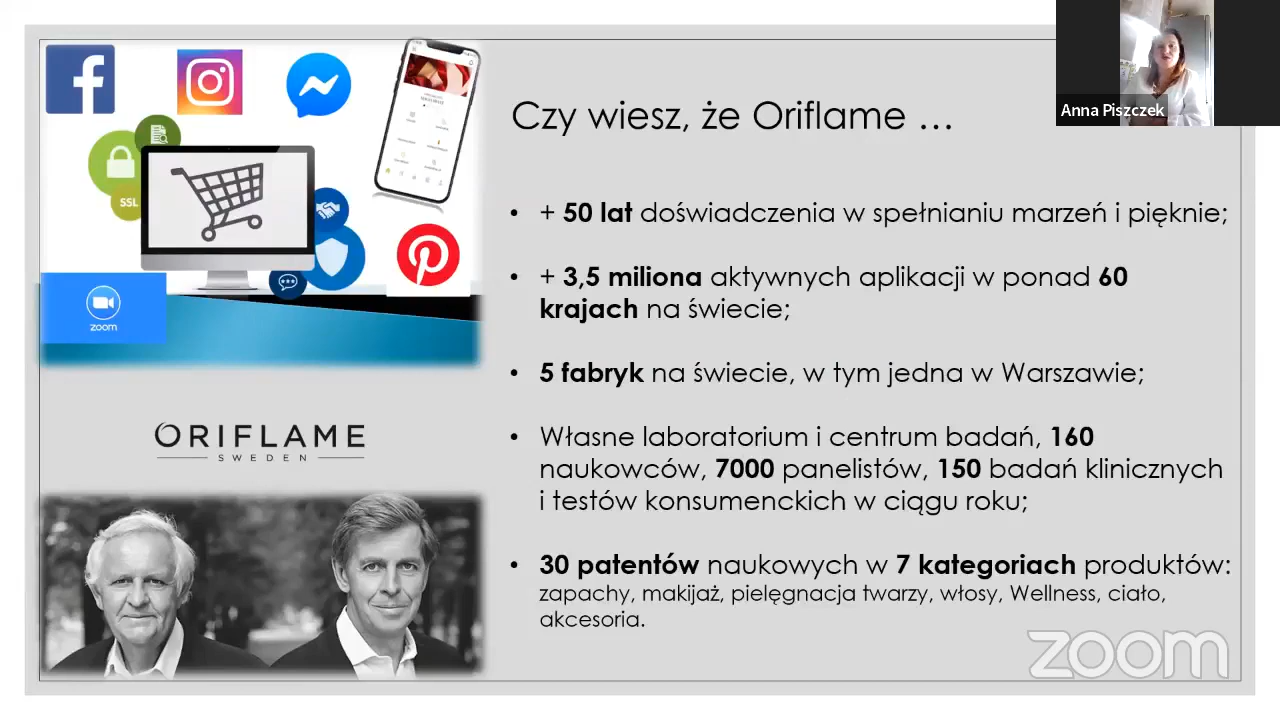 Anna Piszczek
Czy wiesz, że Oriflame …
SSL
zoom
• + 50 lat doświadczenia w spełnianiu marzeń i pięknie;
• + 3,5 miliona aktywnych aplikacji w ponad 60
krajach na świecie;
• 5 fabryk na świecie, w tym jedna w Warszawie;
ORIFLAME
SWEDEN
• Własne laboratorium i centrum badań, 160
naukowców, 7000 panelistów, 150 badań klinicznych
i testów konsumenckich w ciągu roku;
• 30 patentów naukowych w 7 kategoriach produktów:
zapachy, makijaż, pielęgnacja twarzy, włosy, Wellness, ciało,
akcesoria.
zoom